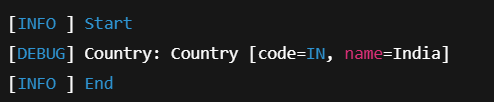 [INFO ] Start
[DEBUG] Country: Country [code=IN, name=India]
[INFO ] End